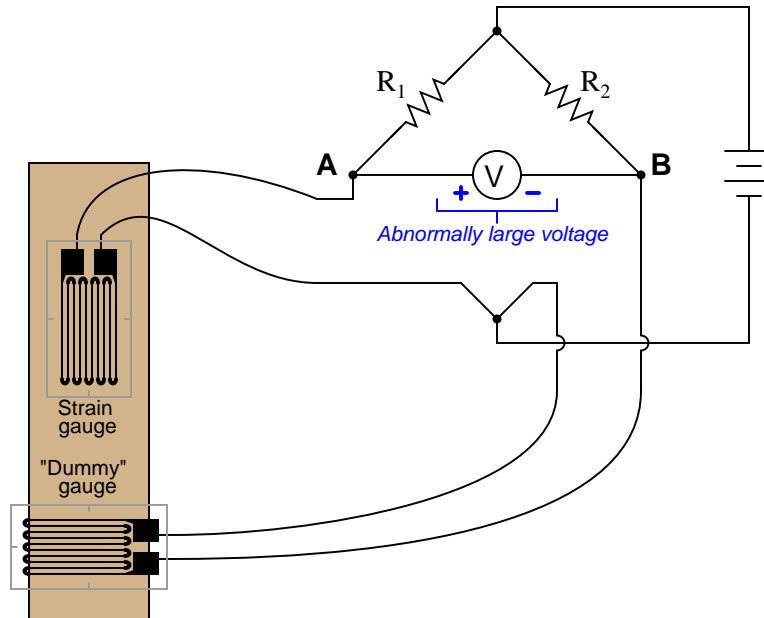 R1
R2
A
V
B
+
−
Abnormally large voltage
Strain
gauge
"Dummy"
gauge